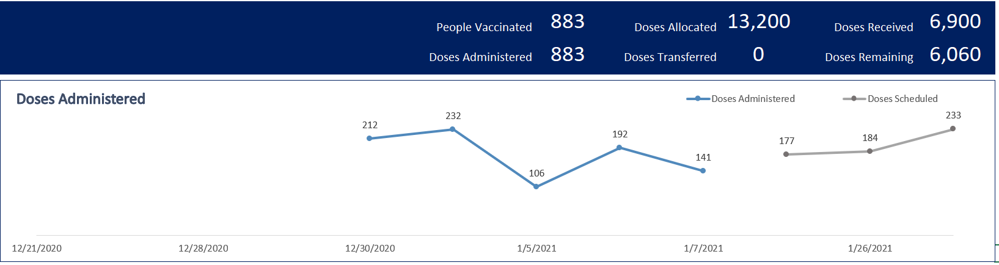 People Vaccinated 883 Doses Allocated 13,200 Doses Received 6,900
Doses Administered 883 Doses Transferred 0 Doses Remaining 6,060
Doses Administered
Doses Administered Doses Scheduled
212 232 106 192 141 177 184 233
12/21/2020 12/28/2020 12/30/2020 1/5/2021 1/7/2021 1/26/2021